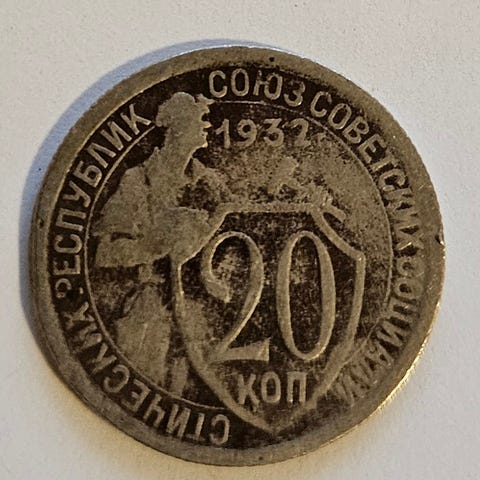 СОЮЗ СОВЕТСКИХ СОЦИАЛИСТИЧЕСКИХ РЕСПУБЛИК
1932
20
КОП